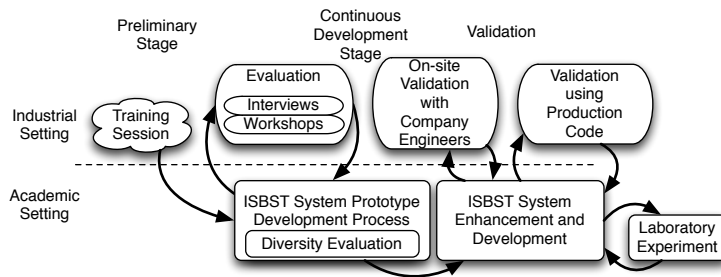 Preliminary
Stage
Continuous
Development
Stage
Validation
Industrial
Setting
Training
Session
Evaluation
Interviews
Workshops
On-site
Validation
with
Company
Engineers
Validation
using
Production
Code
Academic
Setting
ISBST System Prototype
Development Process
Diversity Evaluation
ISBST System
Enhancement and
Development
Laboratory
Experiment